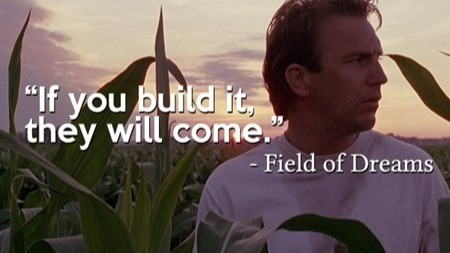 “If you build it,
they will come.”
- Field of Dreams